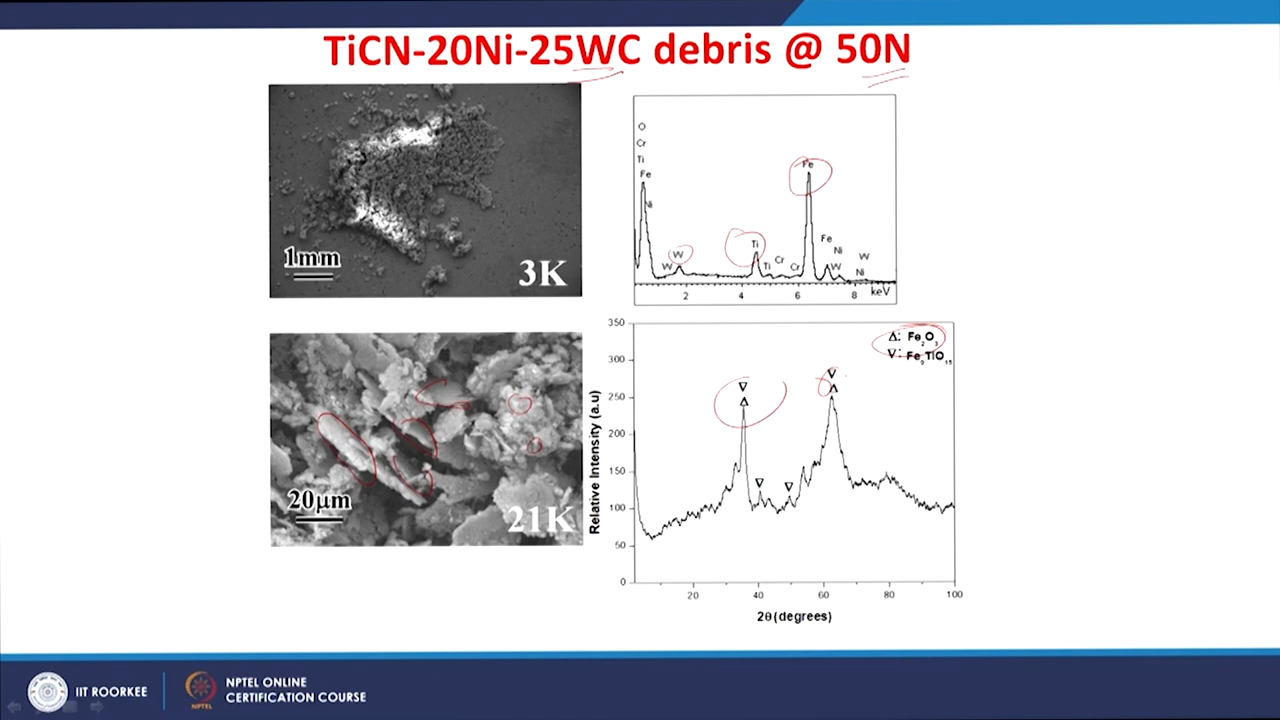 TiCN-20Ni-25WC debris @ 50N
1mm
3K
O
Cr
Ti
Fe
Ni
W
W
Ti
Ti
Cr
Cr
Fe
Fe
Ni
W
W
Ni
2 4 6 8 keV
20μm
21K
Relative Intensity (a.u)
350
300
250
200
150
100
50
0
Δ: Fe2O3
∇: Fe9TiO15
20 40 60 80 100
2θ (degrees)
IIT ROORKEE
NPTEL
NPTEL ONLINE
CERTIFICATION COURSE